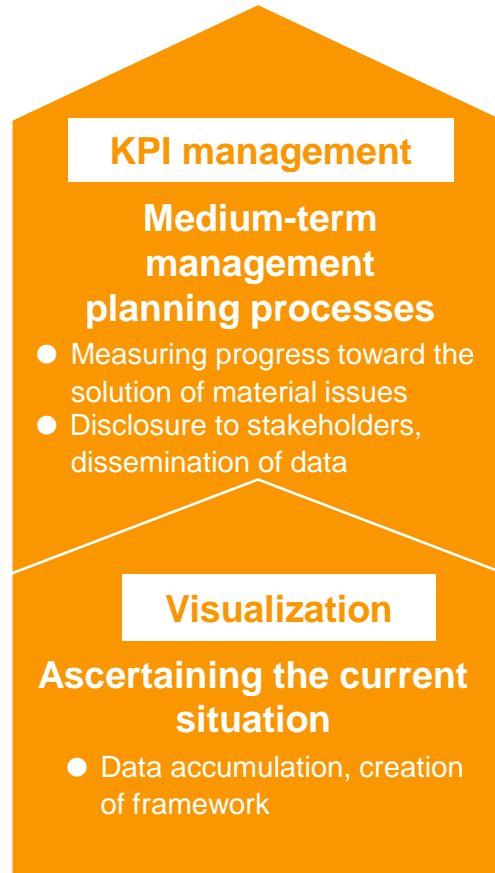 KPI management
Medium-term
management
planning processes
● Measuring progress toward the
solution of material issues
● Disclosure to stakeholders,
dissemination of data
Visualization
Ascertaining the current
situation
● Data accumulation, creation
of framework